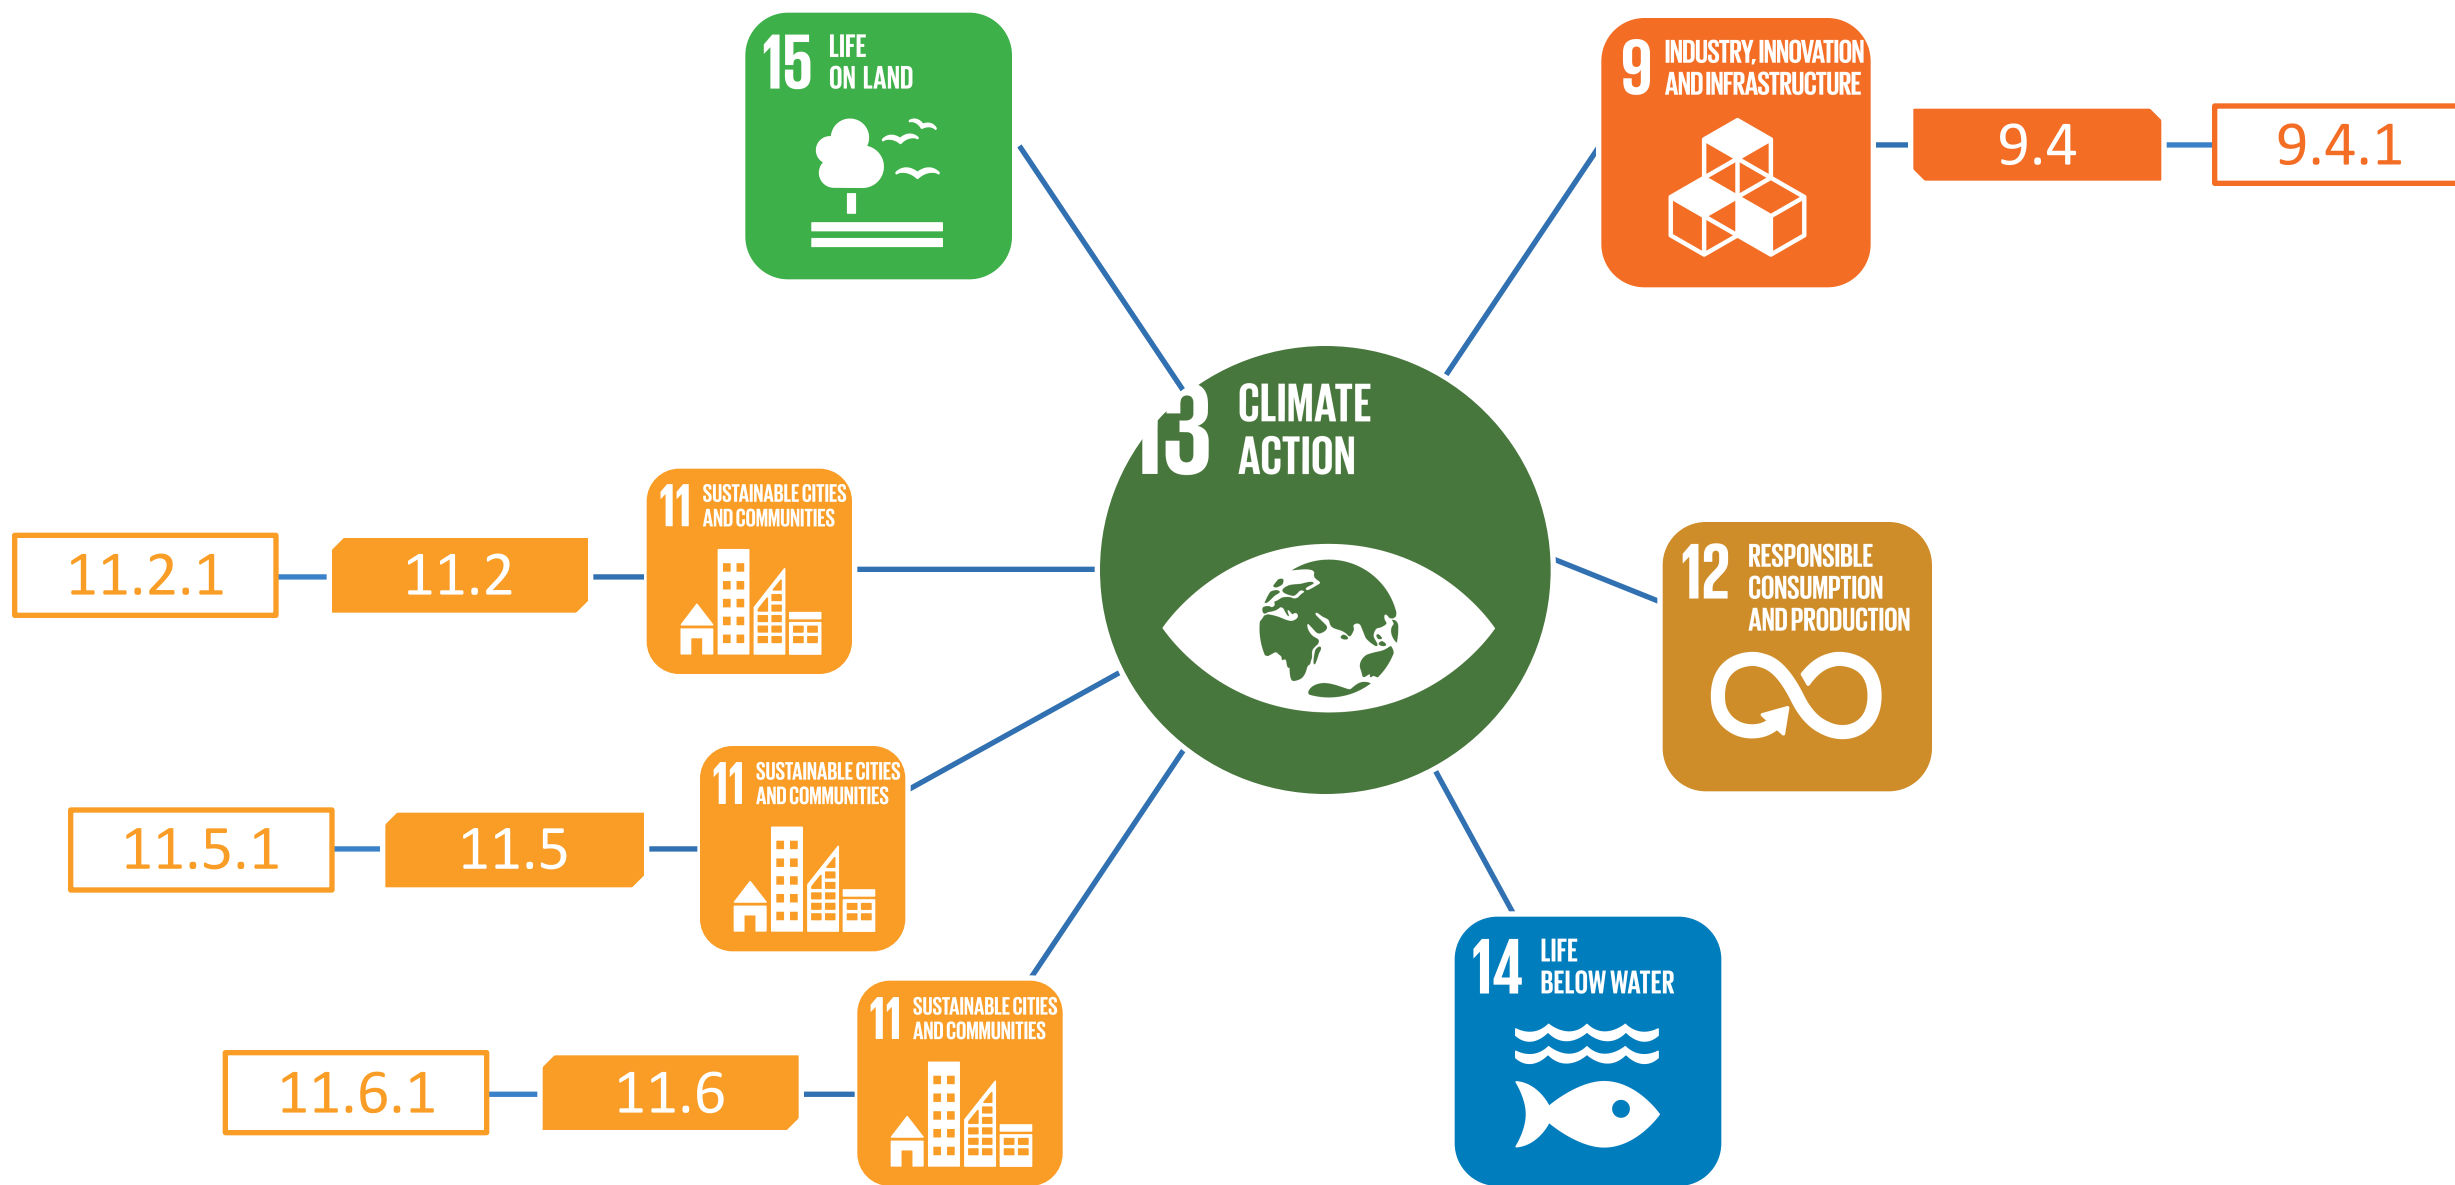 15 LIFE
ON LAND
9 INDUSTRY, INNOVATION
AND INFRASTRUCTURE
9.4
9.4.1
13 CLIMATE
ACTION
11.2.1
11.2
11 SUSTAINABLE CITIES
AND COMMUNITIES
12 RESPONSIBLE
CONSUMPTION
AND PRODUCTION
11.5.1
11.5
11 SUSTAINABLE CITIES
AND COMMUNITIES
14 LIFE
BELOW WATER
11.6.1
11.6
11 SUSTAINABLE CITIES
AND COMMUNITIES